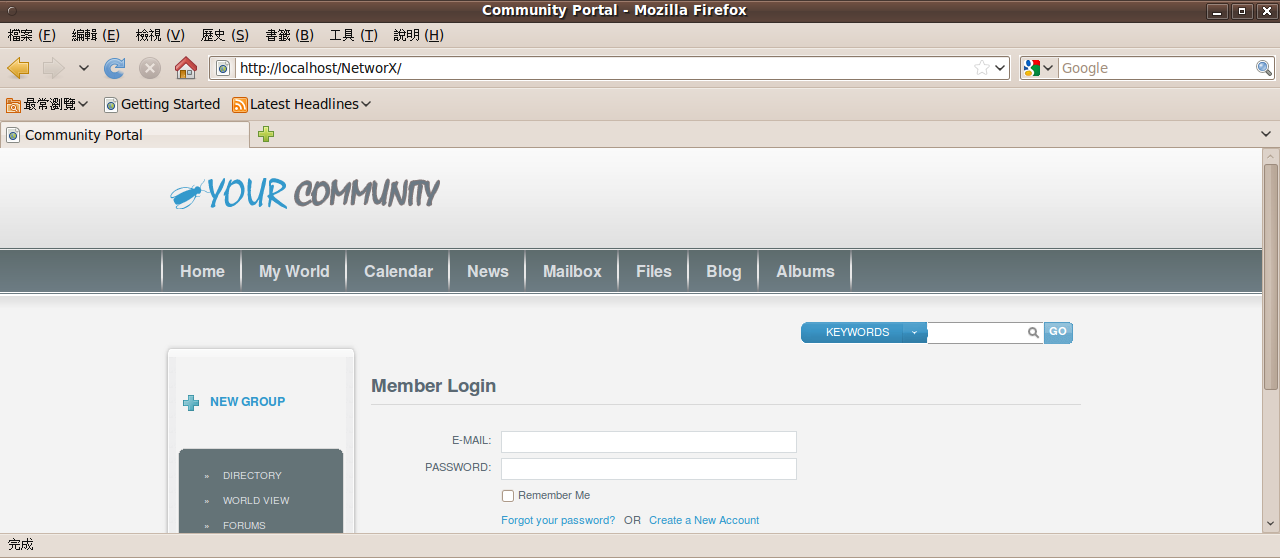 Community Portal - Mozilla Firefox
檔案 (F) 編輯 (E) 檢視 (V) 歷史 (S) 書籤 (B) 工具 (T) 說明 (H)
http://localhost/NetworX/ Google
最常瀏覽 Getting Started Latest Headlines
Community Portal
YOUR COMMUNITY
Home My World Calendar News Mailbox Files Blog Albums
KEYWORDS GO
Member Login
NEW GROUP
E-MAIL:
PASSWORD:
» DIRECTORY
Remember Me
» WORLD VIEW
Forgot your password? OR Create a New Account
» FORUMS
完成